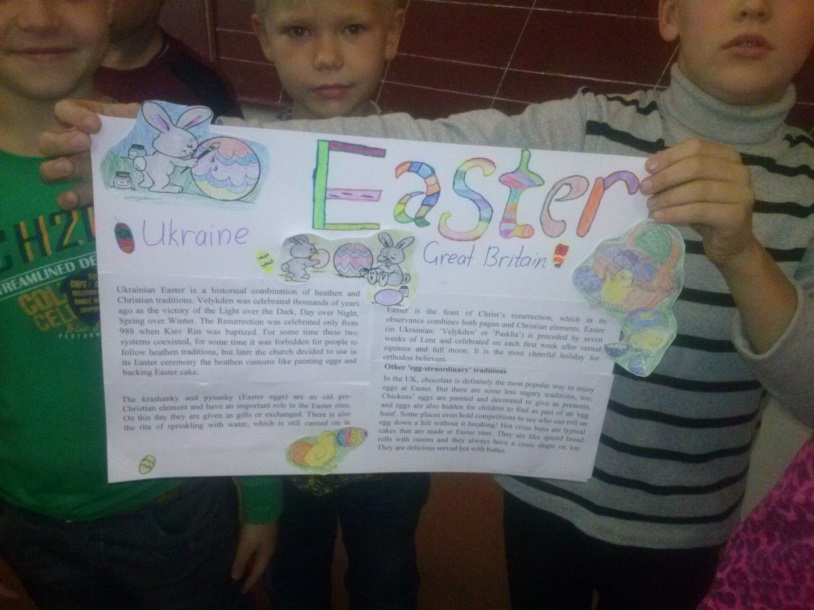 Easter
Ukraine
Great Britain
Ukrainian Easter is a historical combination of heathen and
Christian traditions. Velykden was celebrated thousands of years
ago as the victory of the Light over the Dark, Day over Night,
Spring over Winter. The Resurrection was celebrated only from
988 when Kiev Rus was baptized. For some time these two
systems coexisted, for some time it was forbidden for people to
follow heathen traditions, but later the church decided to use in
its Easter ceremony the heathen customs like painting eggs and
backing Easter cake.
The krashanky and pysanky (Easter eggs) are an old pre-
Christian element and have an important role in the Easter rites.
On this day they are given as gifts or exchanged. There is also
the rite of sprinkling with water, which is still carried on in
Easter is the feast of Christ's resurrection, which in its
observance combines both pagan and Christian elements. Easter
(in Ukrainian 'Velykden' or 'Paskha') is preceded by seven
weeks of Lent and celebrated on each first week after vernal
equinox and full moon. It is the most cheerful holiday for
orthodox believers
Other 'egg-straordinary' traditions
In the UK, chocolate is definitely the most popular way to enjoy
eggs at Easter. But there are some less sugary traditions, too.
Chickens' eggs are painted and decorated to give as presents,
and eggs are also hidden for children to find as part of an 'egg
hunt'. Some places even hold competitions to see who can roll an
egg down a hill without it breaking! Hot cross buns are typical
cakes that are made at Easter time. They are like spiced bread
rolls with raisins and they always have a cross shape on top.
They are delicious served hot with butter.
STREAMLINED DE
COL
CELL